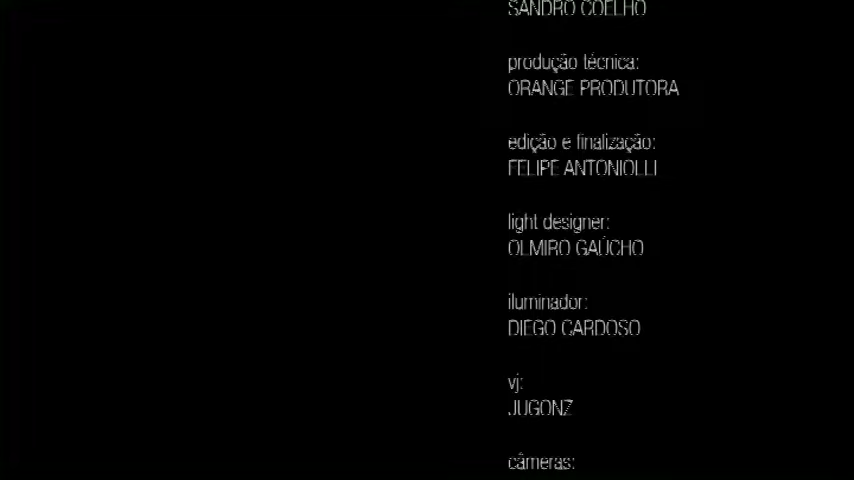 SANDRO COELHO
produção técnica:
ORANGE PRODUTORA
edição e finalização:
FELIPE ANTONIOLLI
light designer:
OLMIRO GAÚCHO
iluminador:
DIEGO CARDOSO
vj:
JUGONZ
câmeras: